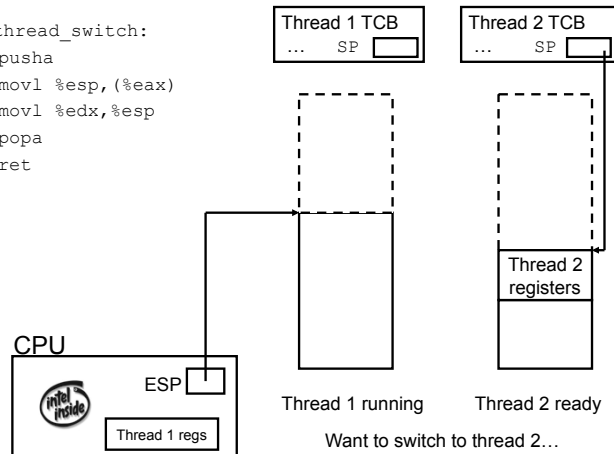 thread_switch:
pusha
movl %esp,(%eax)
movl %edx,%esp
popa
ret
Thread 1 TCB
... SP
Thread 2 TCB
... SP
Thread 2
registers
CPU
ESP
intel
inside
Thread 1 regs
Thread 1 running
Thread 2 ready
Want to switch to thread 2…